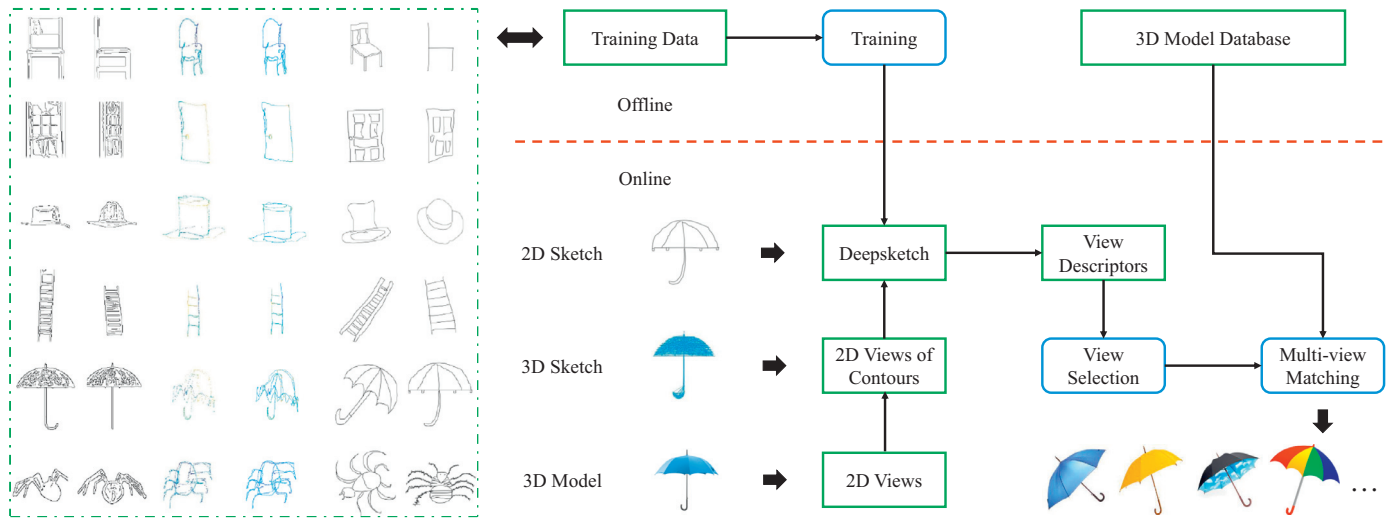 Training Data
Training
3D Model Database
Offline
Online
2D Sketch
Deepsketch
View
Descriptors
3D Sketch
2D Views of
Contours
View
Selection
Multi-view
Matching
3D Model
2D Views
...